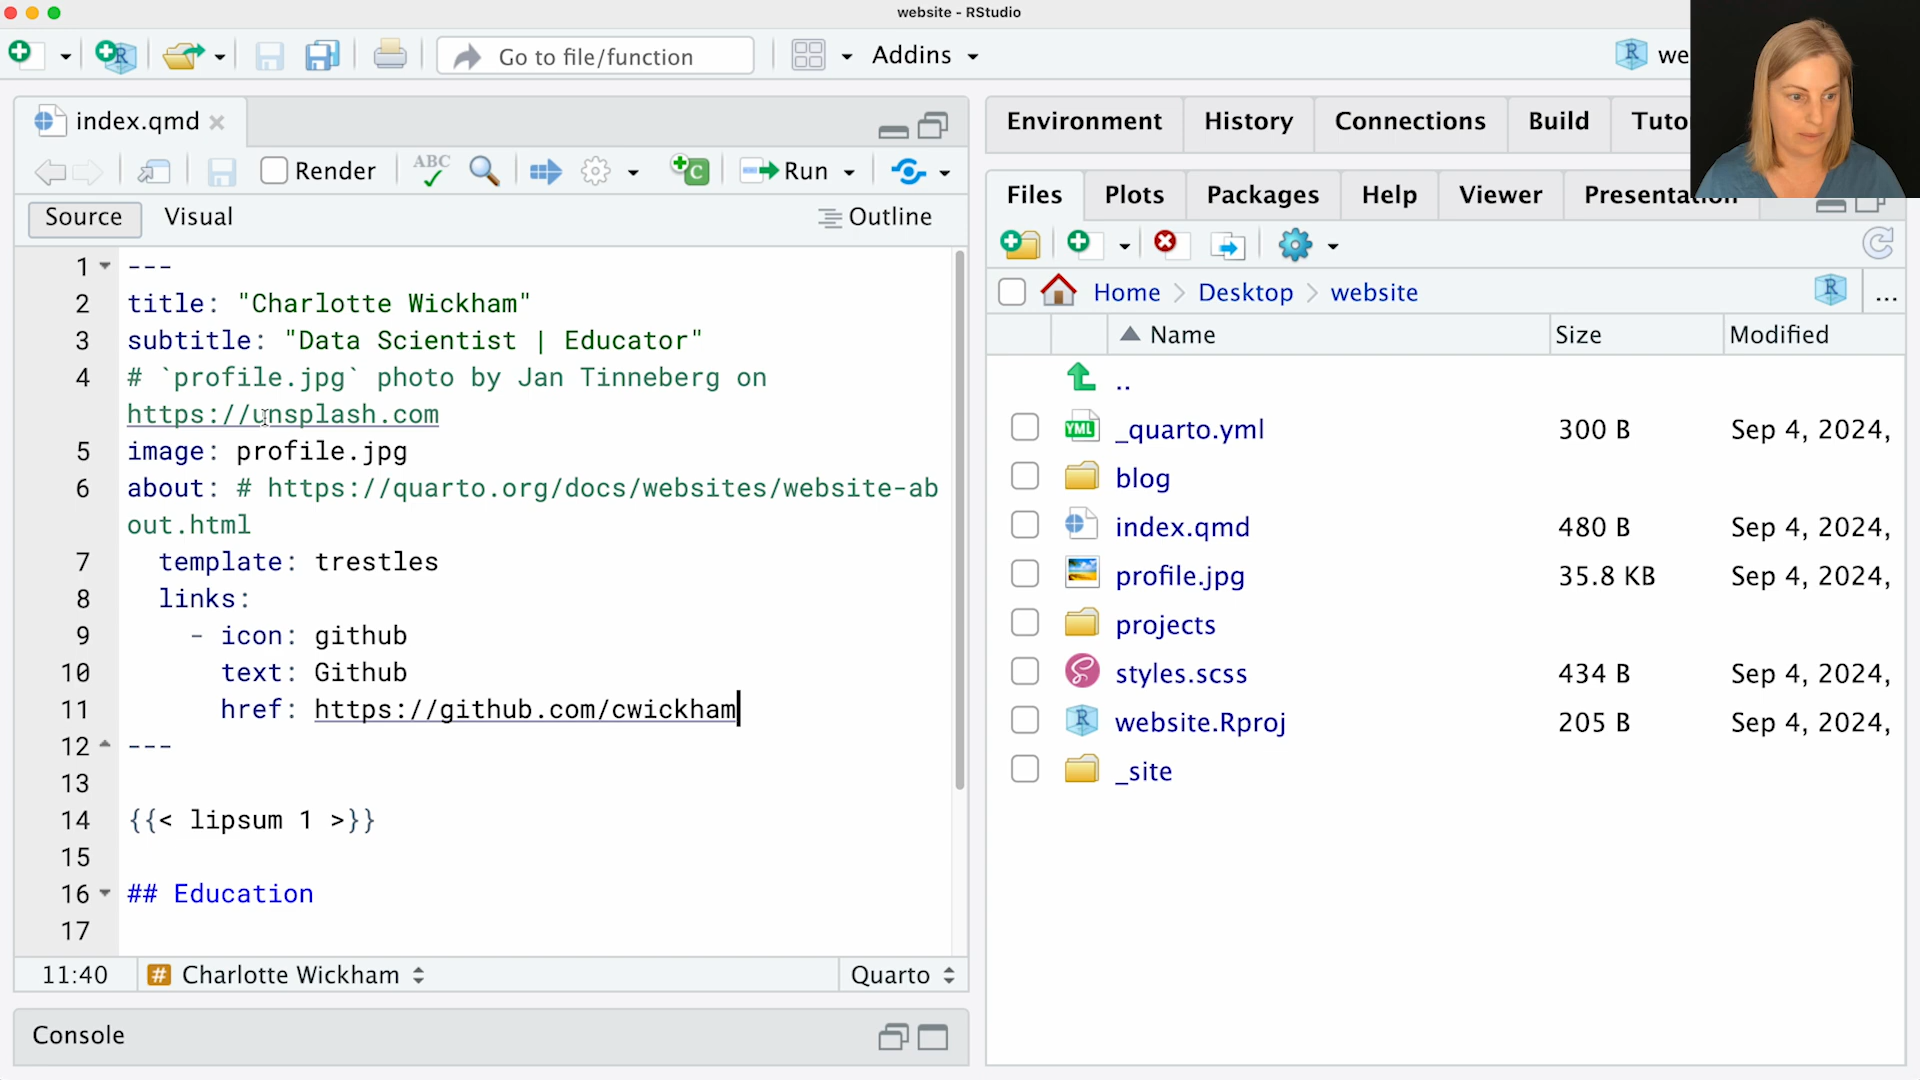 website - RStudio
Go to file/function
Addins
we
index.qmd
Environment
History
Connections
Build
Tuto
Render
ABC
Run
Source
Visual
Outline
Files
Plots
Packages
Help
Viewer
Presentation
Home
Desktop
website
...
Name
Size
Modified
..
_quarto.yml 300 B Sep 4, 2024,
blog
index.qmd 480 B Sep 4, 2024,
profile.jpg 35.8 KB Sep 4, 2024,
projects
styles.scss 434 B Sep 4, 2024,
website.Rproj 205 B Sep 4, 2024,
_site
1 ---
2 title: "Charlotte Wickham"
3 subtitle: "Data Scientist | Educator"
4 # `profile.jpg` photo by Jan Tinneberg on
https://unsplash.com
5 image: profile.jpg
6 about: # https://quarto.org/docs/websites/website-ab
out.html
7 template: trestles
8 links:
9 - icon: github
10 text: Github
11 href: https://github.com/cwickham
12 ---
13
14 {{< lipsum 1 >}}
15
16 ## Education
17
11:40
# Charlotte Wickham
Quarto
Console